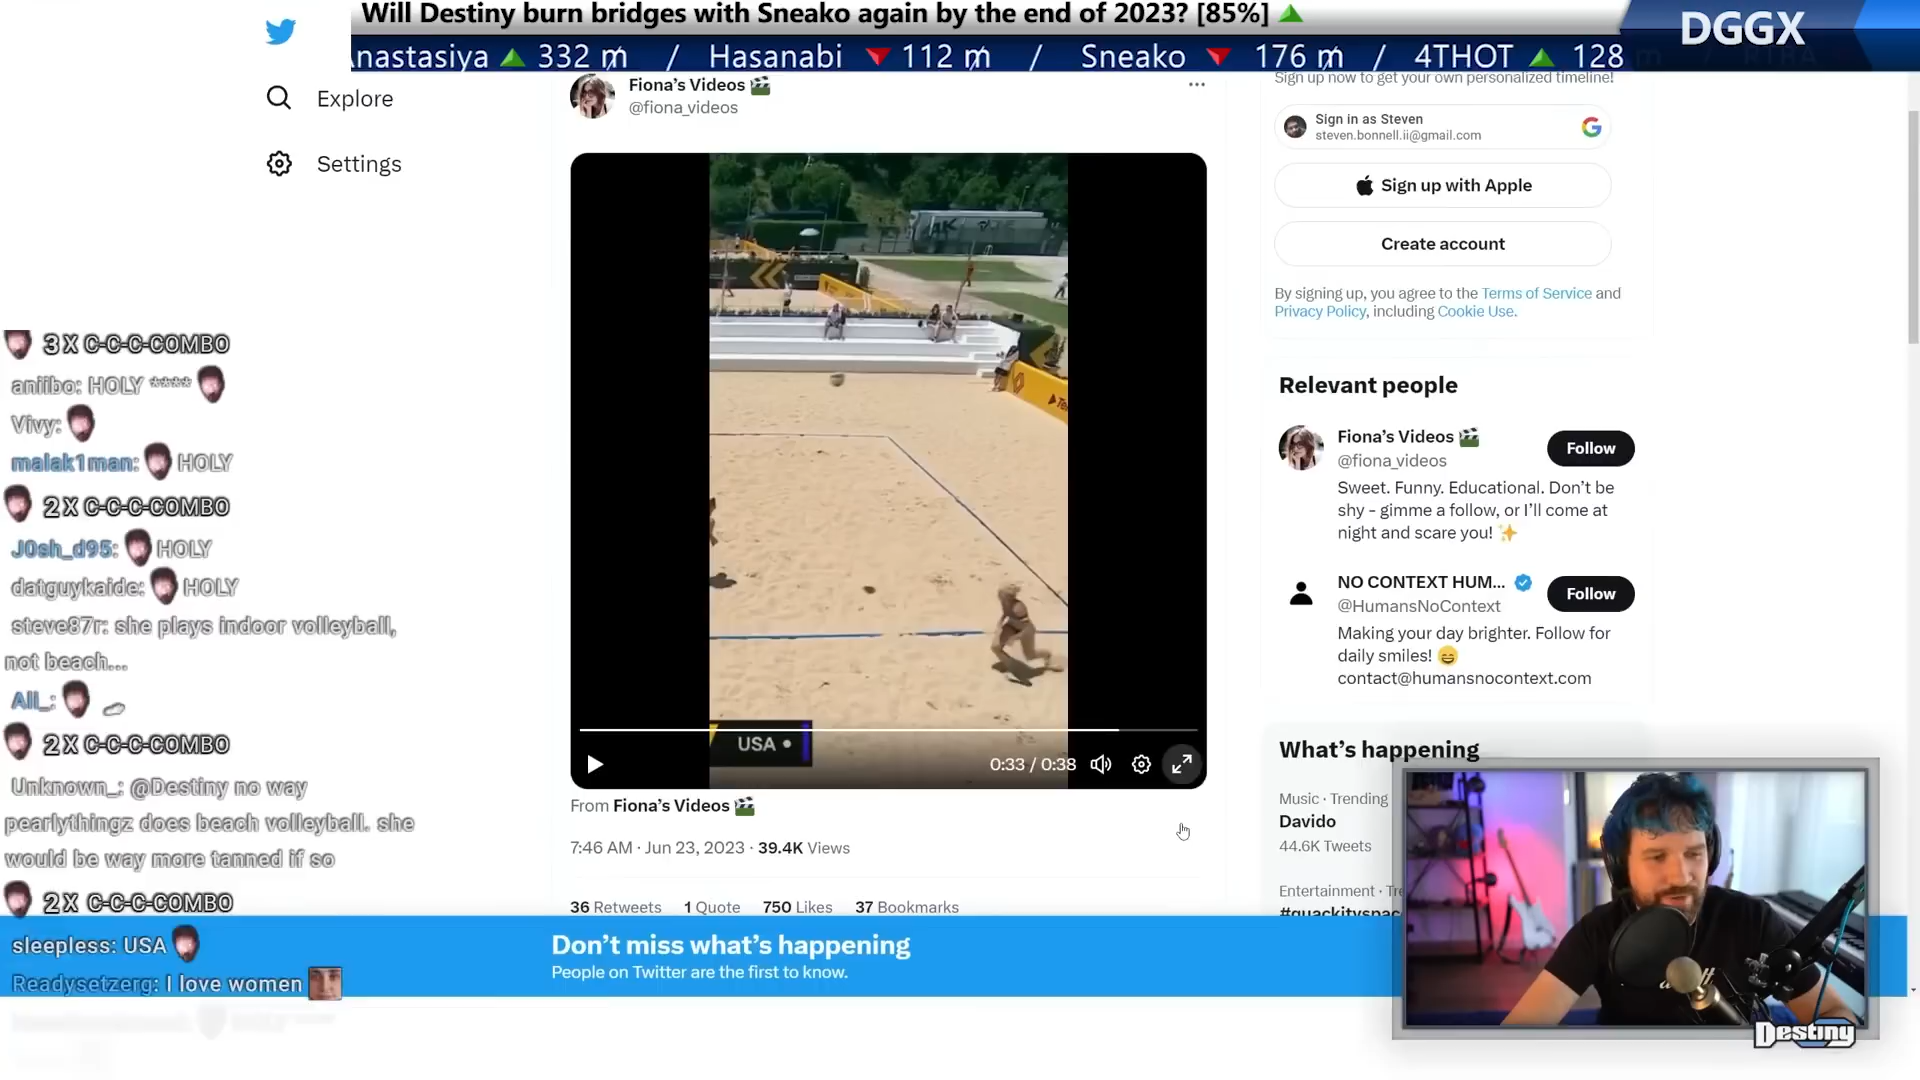 Will Destiny burn bridges with Sneako again by the end of 2023? [85%]
DGGX
nastasiya 332 m / Hasanabi 112 m / Sneako 176 m / 4THOT 128
Explore
Settings
Fiona's Videos
@fiona_videos
USA
0:33 / 0:38
From Fiona's Videos
7:46 AM · Jun 23, 2023 · 39.4K Views
36 Retweets 1 Quote 750 Likes 37 Bookmarks
Sign up now to get your own personalized timeline!
Sign in as Steven
steven.bonnell.ii@gmail.com
Sign up with Apple
Create account
By signing up, you agree to the Terms of Service and
Privacy Policy, including Cookie Use.
Relevant people
Fiona's Videos
@fiona_videos
Follow
Sweet. Funny. Educational. Don't be
shy - gimme a follow, or I'll come at
night and scare you!
NO CONTEXT HUM...
@HumansNoContext
Follow
Making your day brighter. Follow for
daily smiles!
contact@humansnocontext.com
What's happening
Music · Trending
Davido
44.6K Tweets
Entertainment · Tre
#quackityspac
3 X C-C-C-COMBO
aniibo: HOLY ****
Vivy:
malak1man: HOLY
2 X C-C-C-COMBO
J0sh_d95: HOLY
datguykaide: HOLY
steve87r: she plays indoor volleyball,
not beach...
2 X C-C-C-COMBO
Unknown_: @Destiny no way
pearlythingz does beach volleyball. she
would be way more tanned if so
2 X C-C-C-COMBO
sleepless: USA
Readysetzerg: I love women
Don't miss what's happening
People on Twitter are the first to know.
Destiny